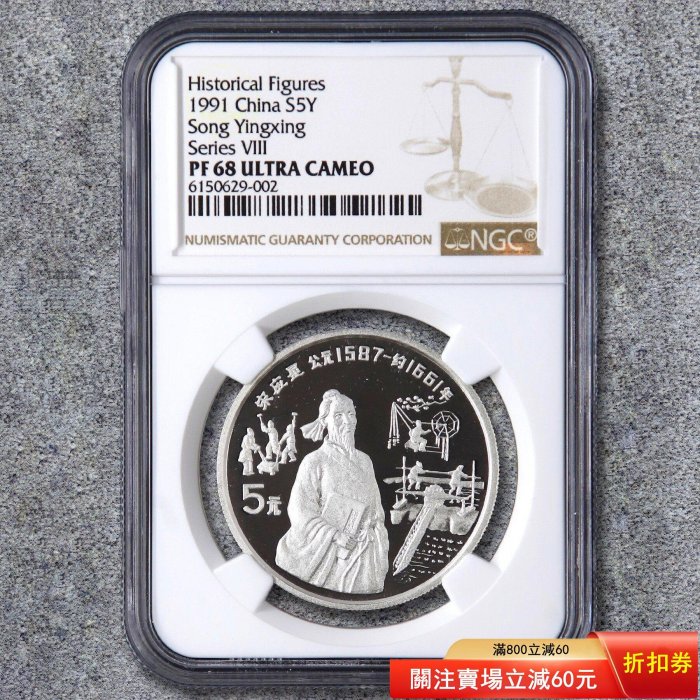 Historical Figures
1991 China S5Y
Song Yingxing
Series VIII
PF 68 ULTRA CAMEO
6150629-002
NUMISMATIC GUARANTY CORPORATION
NGC®
宋应星 公元1587-约1661年
5元
滿800立減60
關注賣場立減60元
折扣券